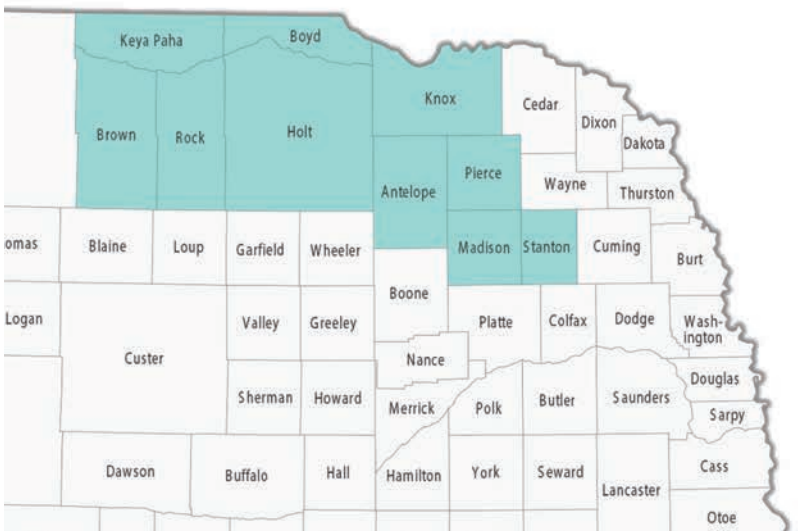 Keya Paha
Boyd
Knox
Cedar
Dixon
Dakota
Brown
Rock
Holt
Antelope
Pierce
Wayne
Thurston
omas
Blaine
Loup
Garfield
Wheeler
Madison
Stanton
Cuming
Burt
Logan
Boone
Valley
Greeley
Platte
Colfax
Dodge
Wash-
ington
Custer
Nance
Sherman
Howard
Merrick
Polk
Butler
Saunders
Douglas
Sarpy
Dawson
Buffalo
Hall
Hamilton
York
Seward
Lancaster
Cass
Otoe